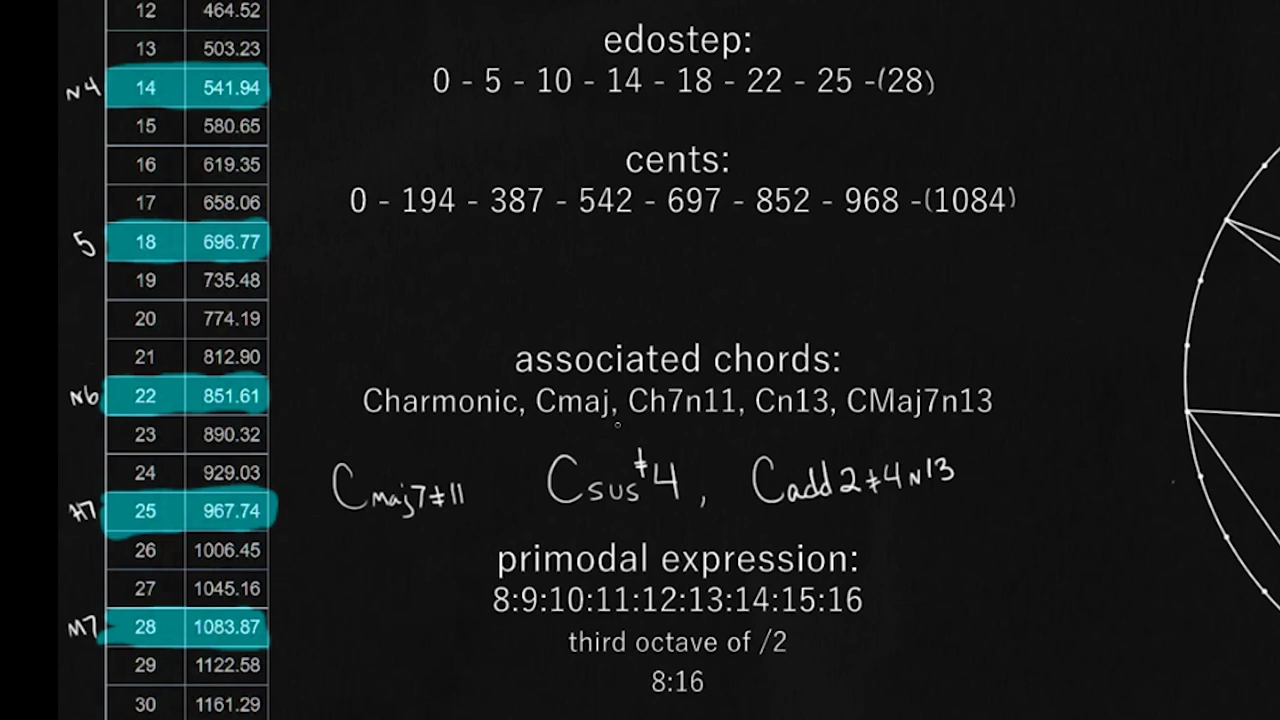 12 464.52
13 503.23
N4 14 541.94
15 580.65
16 619.35
17 658.06
5 18 696.77
19 735.48
20 774.19
21 812.90
N6 22 851.61
23 890.32
24 929.03
H7 25 967.74
26 1006.45
27 1045.16
M7 28 1083.87
29 1122.58
30 1161.29
edostep:
0 - 5 - 10 - 14 - 18 - 22 - 25 -(28)
cents:
0 - 194 - 387 - 542 - 697 - 852 - 968 -(1084)
associated chords:
Charmonic, Cmaj, Ch7n11, Cn13, CMaj7n13
Cmaj7‡11 Csus‡4, Cadd2‡4N13
primodal expression:
8:9:10:11:12:13:14:15:16
third octave of /2
8:16